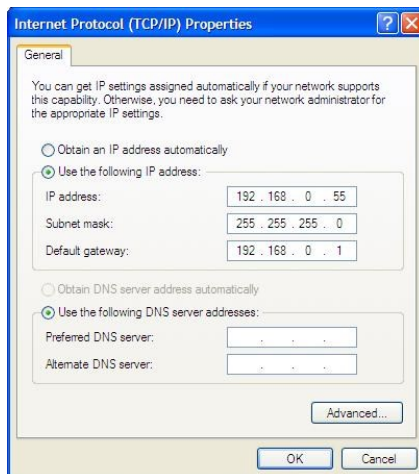 Internet Protocol (TCP/IP) Properties
General
You can get IP settings assigned automatically if your network supports
this capability. Otherwise, you need to ask your network administrator for
the appropriate IP settings.
Obtain an IP address automatically
Use the following IP address:
IP address: 192 . 168 . 0 . 55
Subnet mask: 255 . 255 . 255 . 0
Default gateway: 192 . 168 . 0 . 1
Obtain DNS server address automatically
Use the following DNS server addresses:
Preferred DNS server: . . .
Alternate DNS server: . . .
Advanced...
OK Cancel